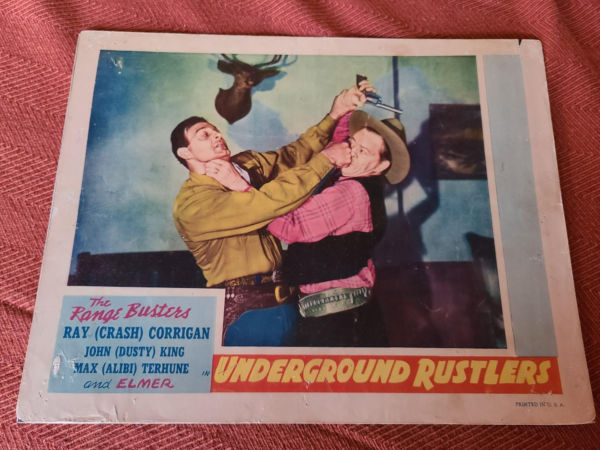 The
Range Busters
RAY (CRASH) CORRIGAN
JOHN (DUSTY) KING
MAX (ALIBI) TERHUNE
and ELMER
IN UNDERGROUND RUSTLERS
PRINTED IN U. S. A.